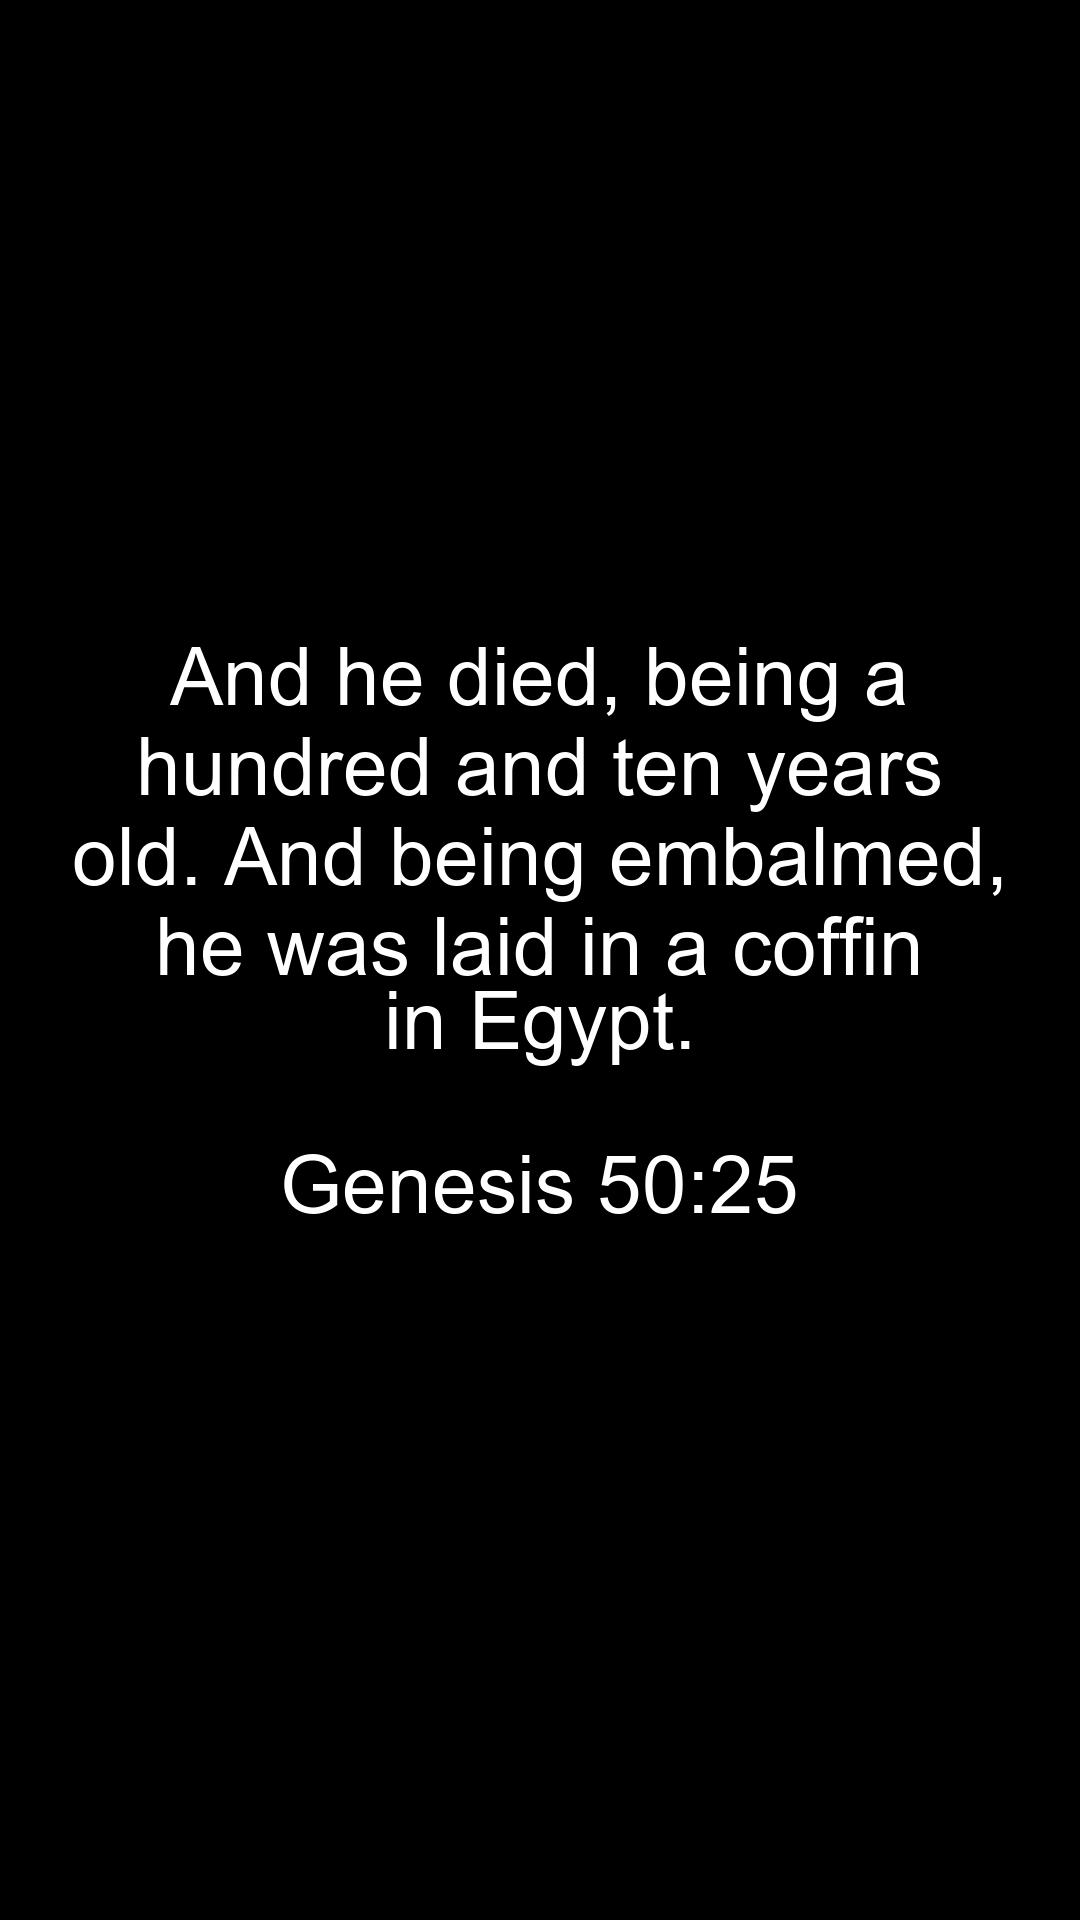 And he died, being a
hundred and ten years
old. And being embalmed,
he was laid in a coffin
in Egypt.
Genesis 50:25